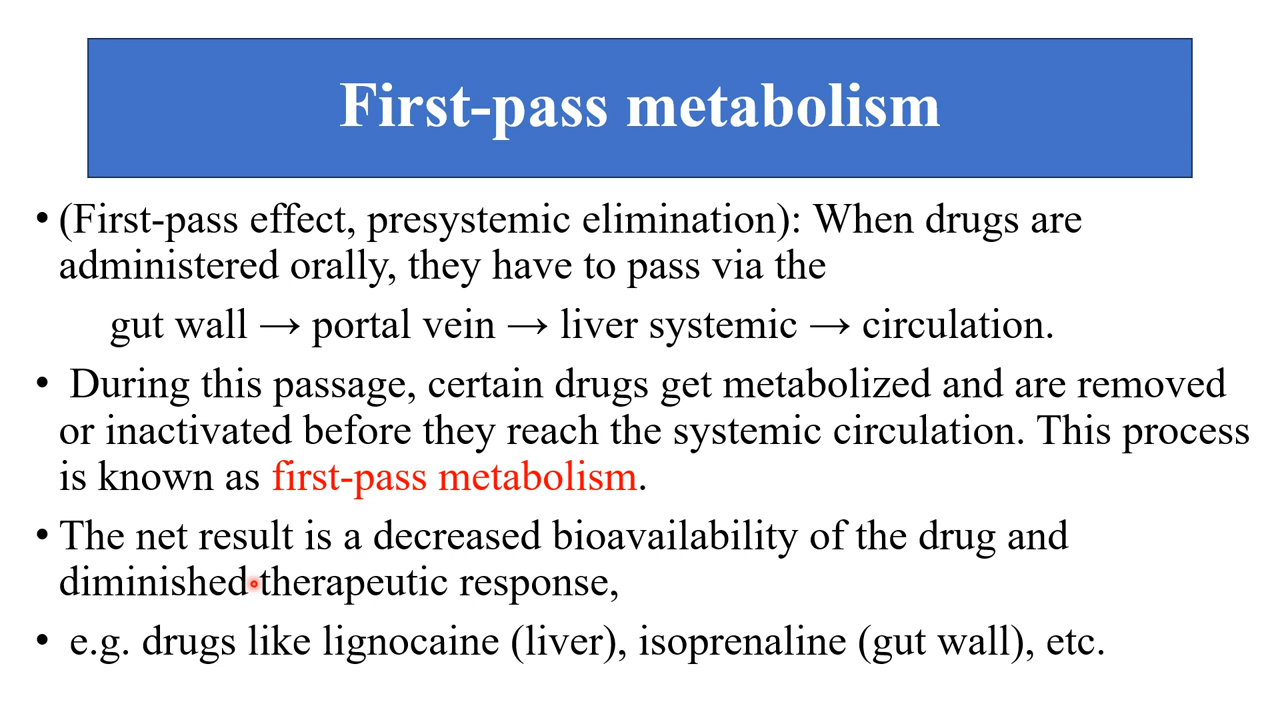 First-pass metabolism
• (First-pass effect, presystemic elimination): When drugs are
administered orally, they have to pass via the
gut wall → portal vein → liver systemic → circulation.
• During this passage, certain drugs get metabolized and are removed
or inactivated before they reach the systemic circulation. This process
is known as first-pass metabolism.
• The net result is a decreased bioavailability of the drug and
diminished therapeutic response,
• e.g. drugs like lignocaine (liver), isoprenaline (gut wall), etc.